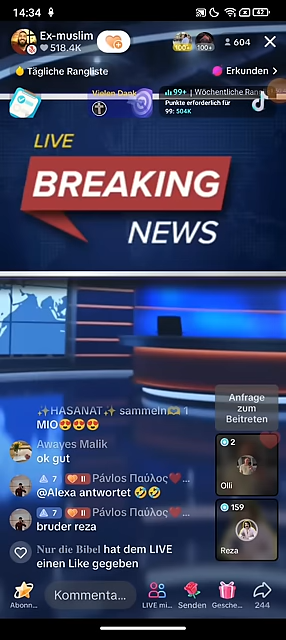 14:34
42
Ex-muslim
518.4K
100+
100+
604
Tägliche Rangliste
Erkunden
Vielen Dank
99+ | Wöchentliche Ran
Punkte erforderlich für
99: 504K
LIVE
BREAKING
NEWS
✨HASANAT✨ sammeln🫶 1
MIO😍😍😍
Awayes Malik
ok gut
7 II Pávlos Παύλος❤️...
@Alexa antwortet 🤣🤣
7 II Pávlos Παύλος❤️...
bruder reza
Nur die Bibel hat dem LIVE
einen Like gegeben
Anfrage
zum
Beitreten
2
Olli
159
Reza
Abonn...
Kommenta...
LIVE mi...
Senden
Gesche...
244